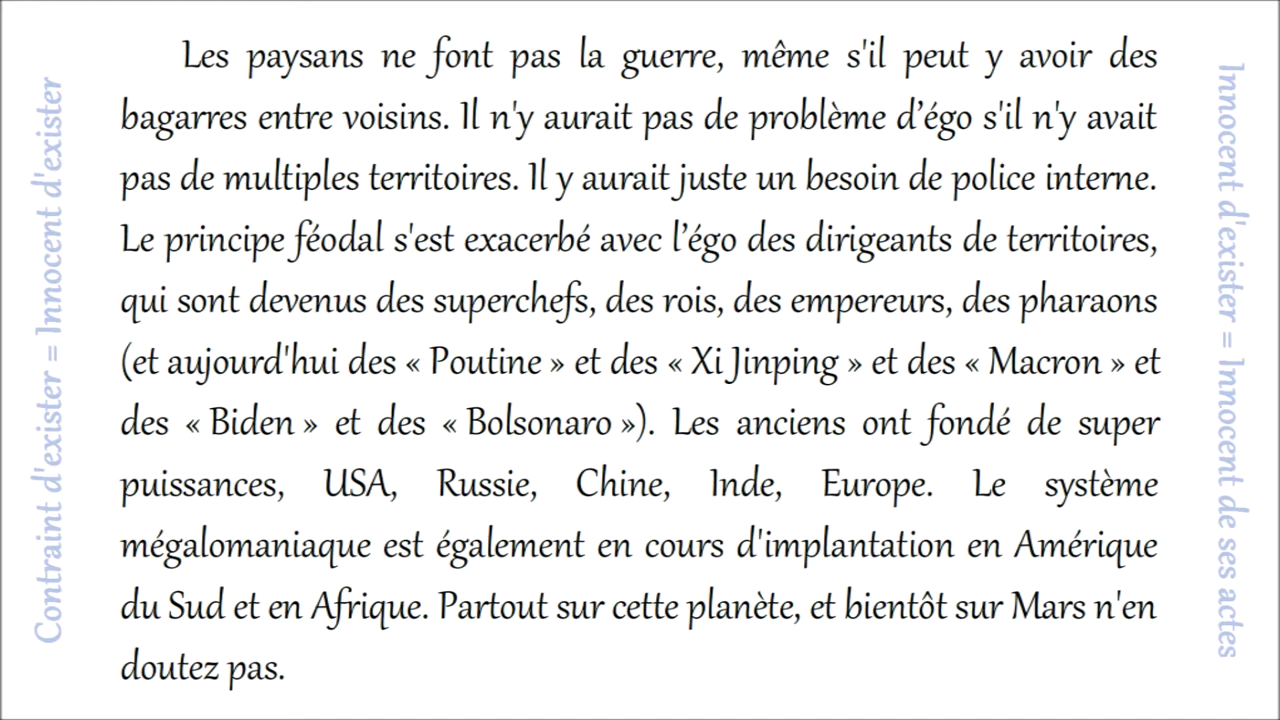 Les paysans ne font pas la guerre, même s'il peut y avoir des
bagarres entre voisins. Il n'y aurait pas de problème d’égo s'il n'y avait
pas de multiples territoires. Il y aurait juste un besoin de police interne.
Le principe féodal s'est exacerbé avec l’égo des dirigeants de territoires,
qui sont devenus des superchefs, des rois, des empereurs, des pharaons
(et aujourd'hui des « Poutine » et des « Xi Jinping » et des « Macron » et
des « Biden » et des « Bolsonaro »). Les anciens ont fondé de super
puissances, USA, Russie, Chine, Inde, Europe. Le système
mégalomaniaque est également en cours d'implantation en Amérique
du Sud et en Afrique. Partout sur cette planète, et bientôt sur Mars n'en
doutez pas.
Contraint d'exister = Innocent d'exister
Innocent d'exister = Innocent de ses actes